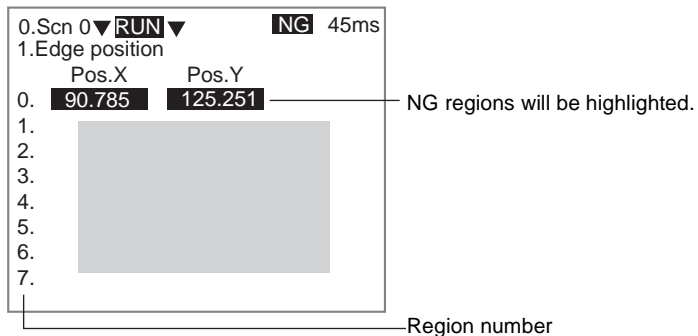 0.Scn 0▼ RUN ▼ NG 45ms
1.Edge position
Pos.X Pos.Y
0. 90.785 125.251 NG regions will be highlighted.
1.
2.
3.
4.
5.
6.
7.
Region number